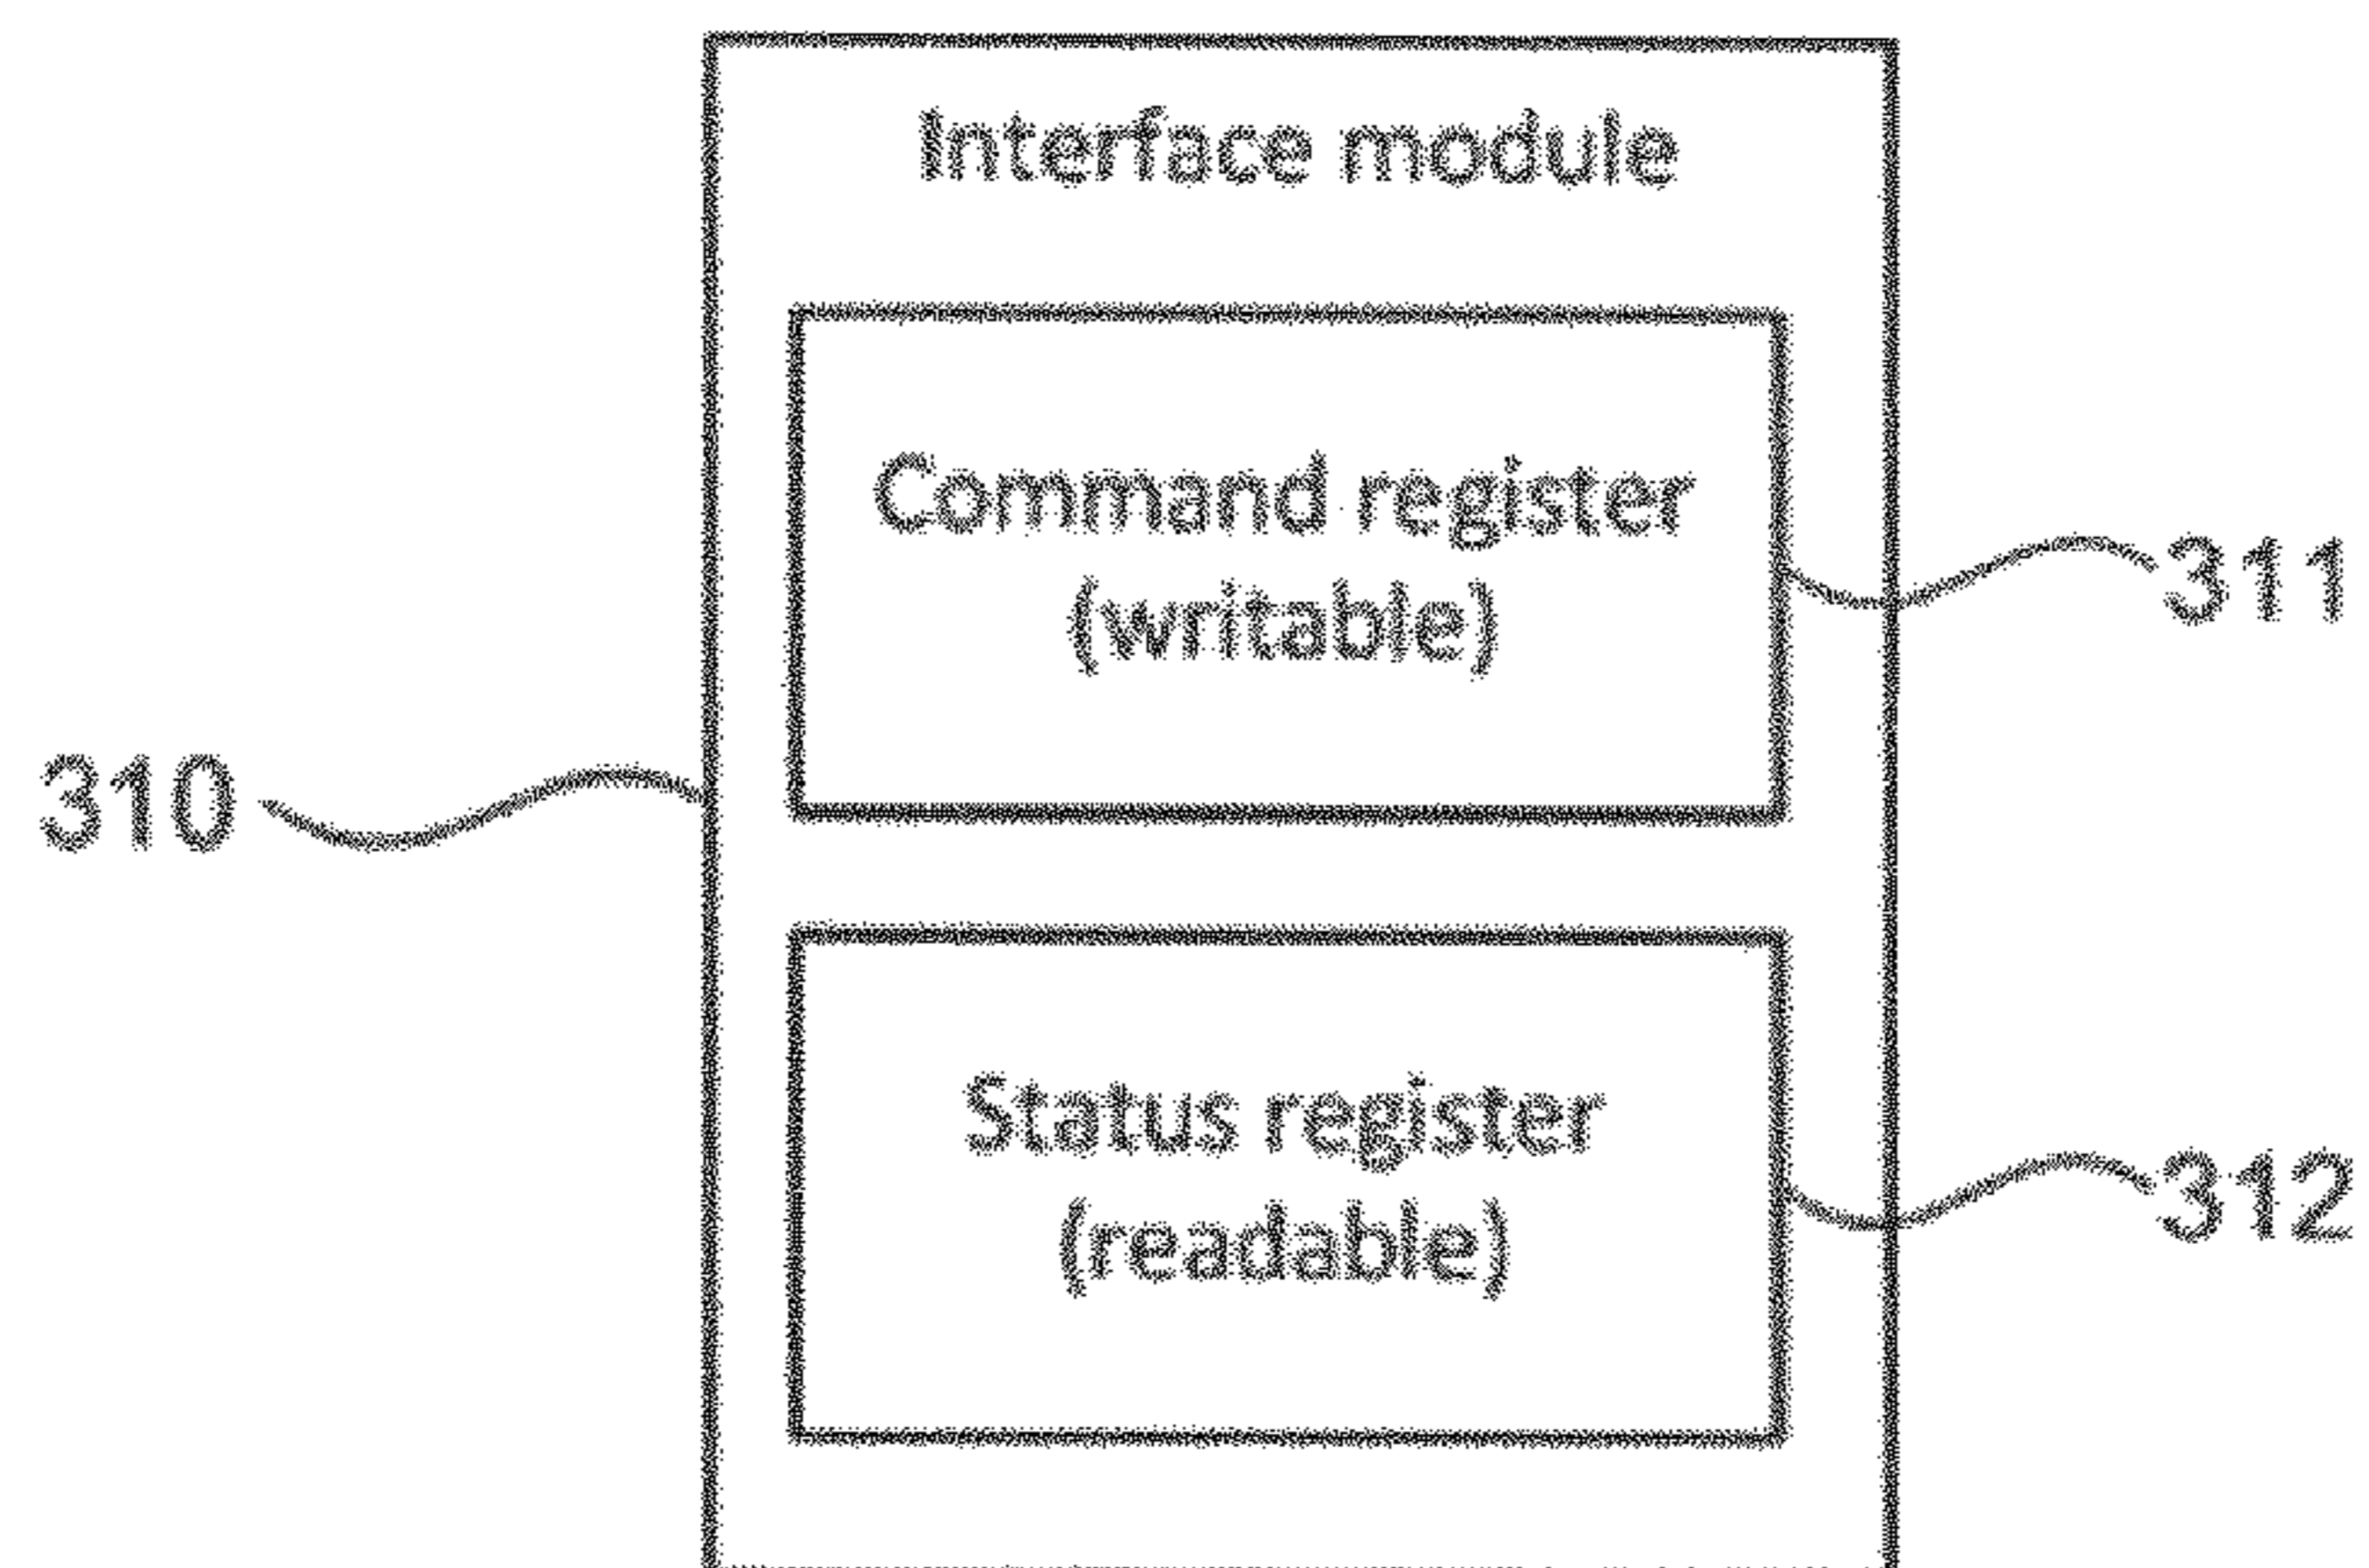 Interface module
Command register
(writable)
311
310
Status register
(readable)
312